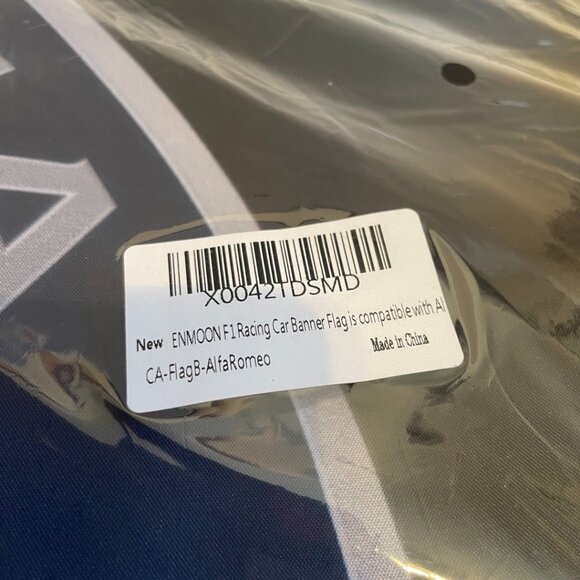 X0042TDSMD
New ENMOON F1 Racing Car Banner Flag is compatible with Al
CA-FlagB-AlfaRomeo
Made in China